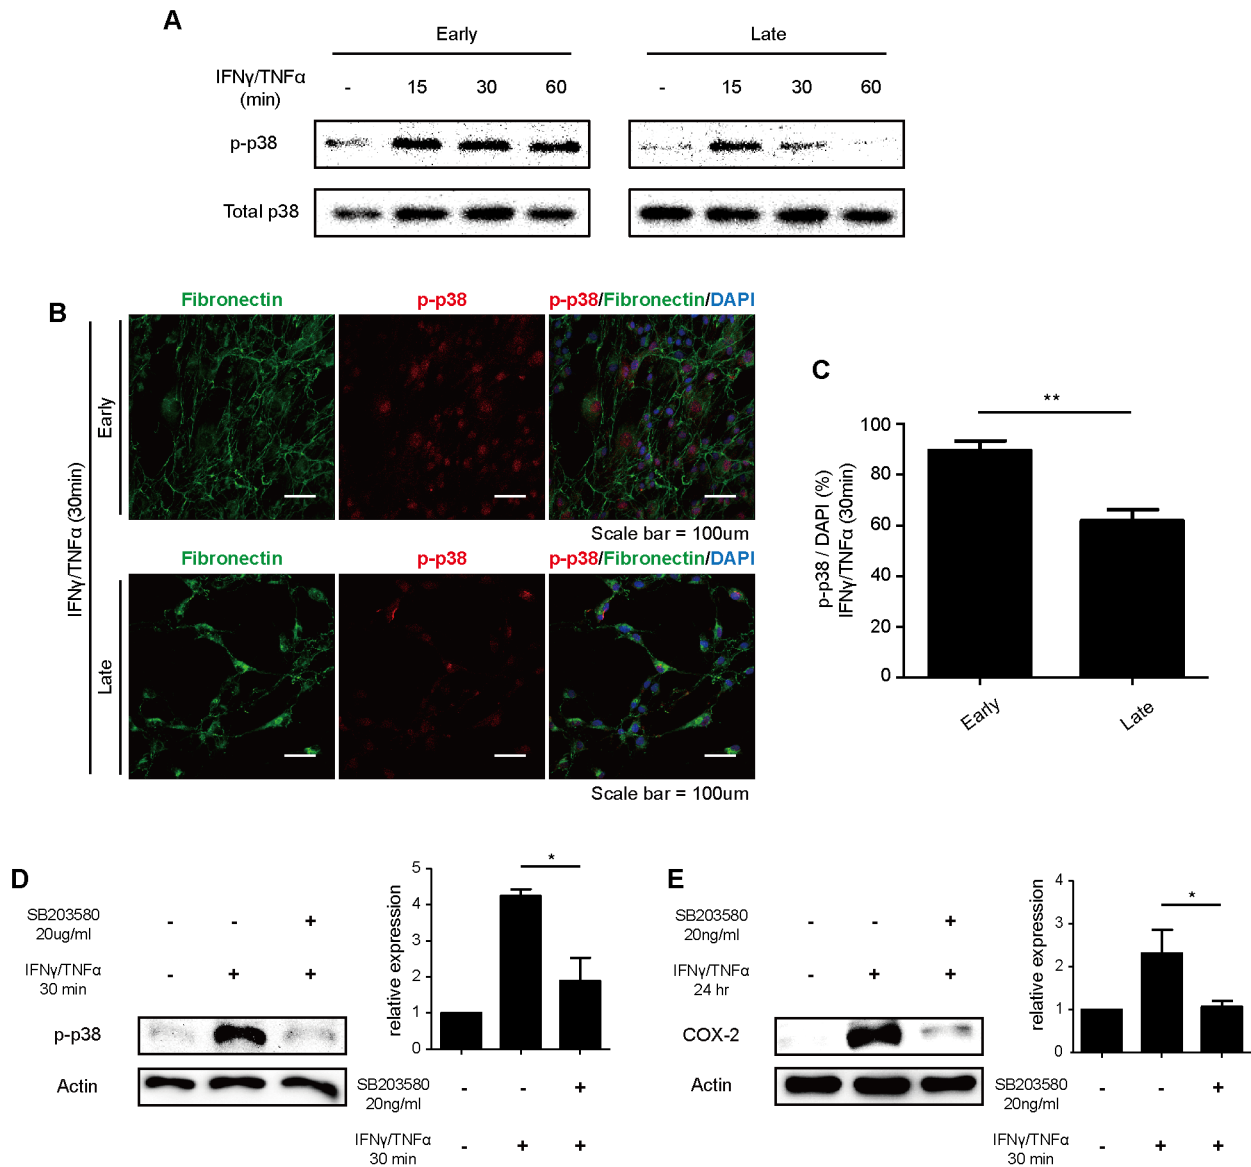 A
Early
Late
IFNγ/TNFα
(min)
- 15 30 60
- 15 30 60
p-p38
Total p38
B
Fibronectin
p-p38
p-p38/Fibronectin/DAPI
IFNγ/TNFα (30min)
Early
Scale bar = 100um
Fibronectin
p-p38
p-p38/Fibronectin/DAPI
Late
Scale bar = 100um
C
**
p-p38 / DAPI (%)
IFNγ/TNFα (30min)
100
80
60
40
20
0
Early
Late
D
SB203580
20ug/ml
- - +
IFNγ/TNFα
30 min
- + +
p-p38
Actin
*
relative expression
5
4
3
2
1
0
SB203580
20ng/ml
- - +
IFNγ/TNFα
30 min
- + +
E
SB203580
20ng/ml
- - +
IFNγ/TNFα
24 hr
- + +
COX-2
Actin
*
relative expression
4
3
2
1
0
SB203580
20ng/ml
- - +
IFNγ/TNFα
30 min
- + +